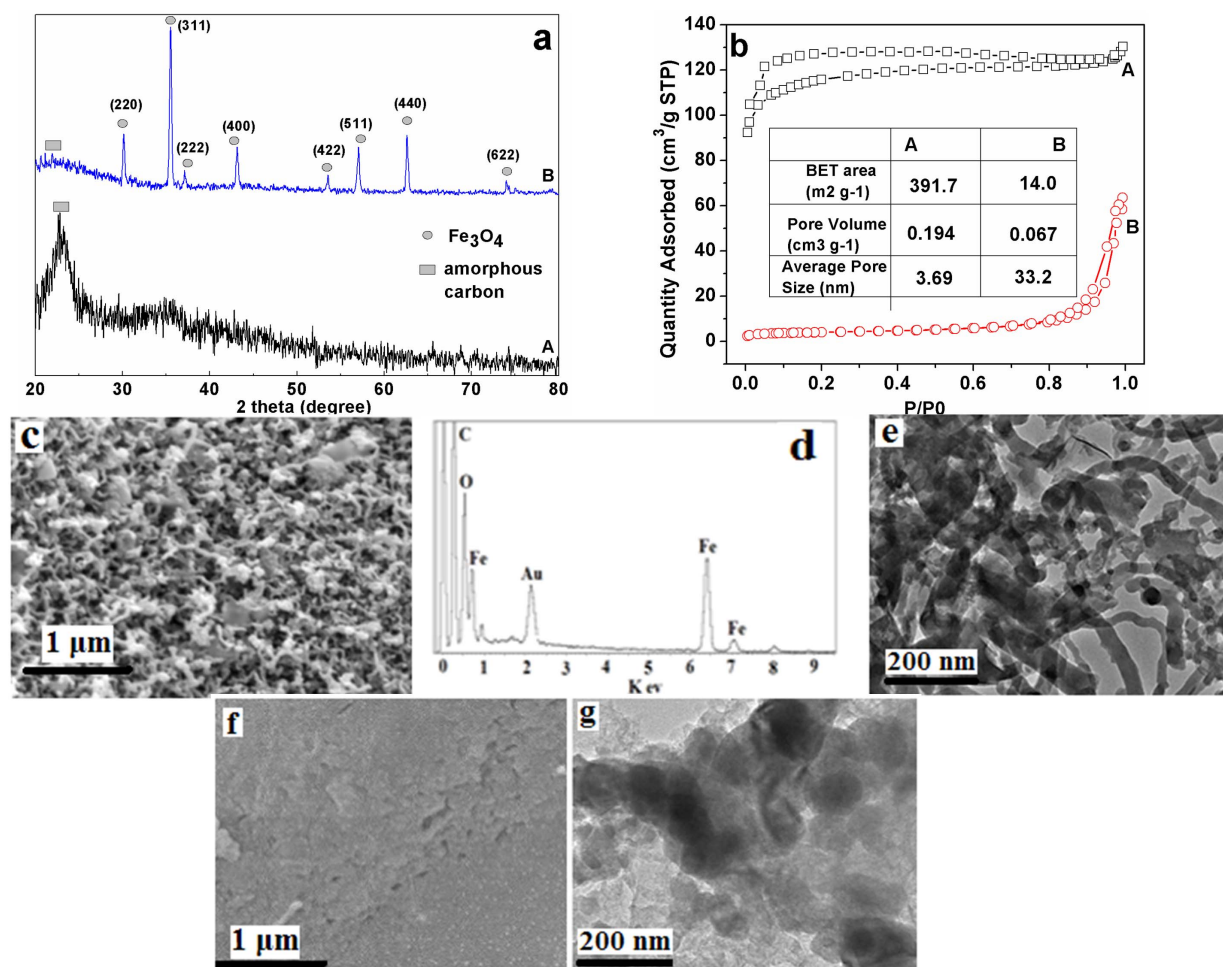 a
(311)
(220)
(222)
(400)
(422)
(511)
(440)
(622)
B
Fe3O4
amorphous
carbon
A
20 30 40 50 60 70 80
2 theta (degree)
b
Quantity Adsorbed (cm3/g STP)
140
120
100
80
60
40
20
0
A
A B
BET area
(m2 g-1)
391.7 14.0
Pore Volume
(cm3 g-1)
0.194 0.067
Average Pore
Size (nm)
3.69 33.2
B
0.0 0.2 0.4 0.6 0.8 1.0
P/P0
c
1 μm
d
C
O
Fe
Au
Fe
Fe
0 1 2 3 4 5 6 7 8 9
K ev
e
200 nm
f
1 μm
g
200 nm